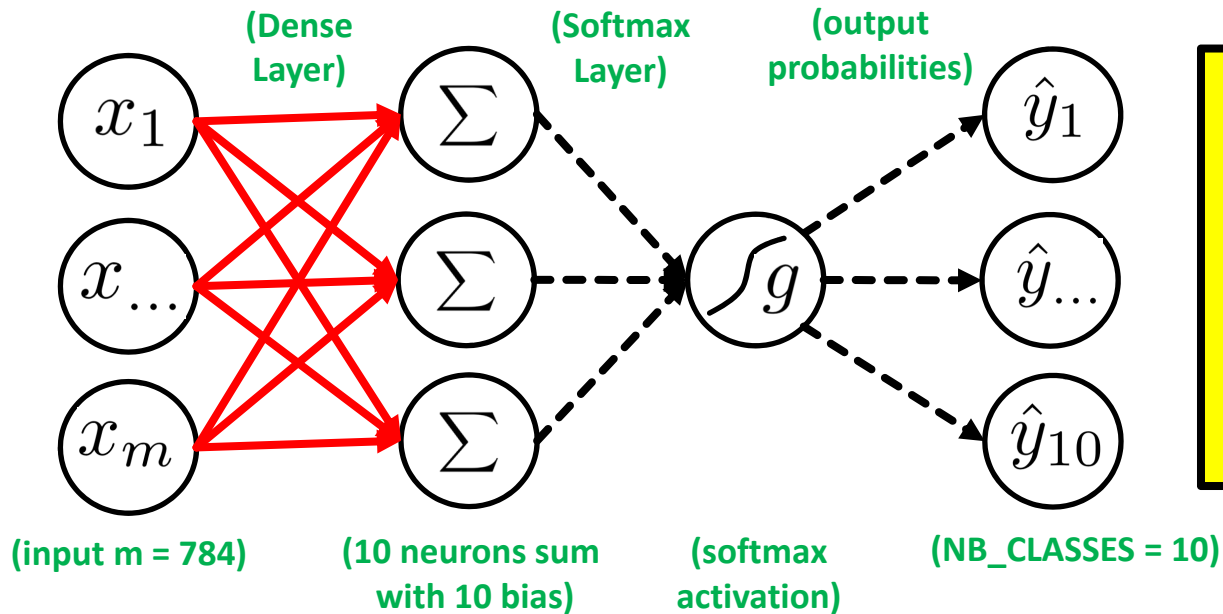 (Dense
Layer)
(Softmax
Layer)
(output
probabilities)
x₁
Σ
ŷ₁
x...
Σ
g
ŷ...
xₘ
Σ
ŷ₁₀
(input m = 784)
(10 neurons sum
with 10 bias)
(softmax
activation)
(NB_CLASSES = 10)